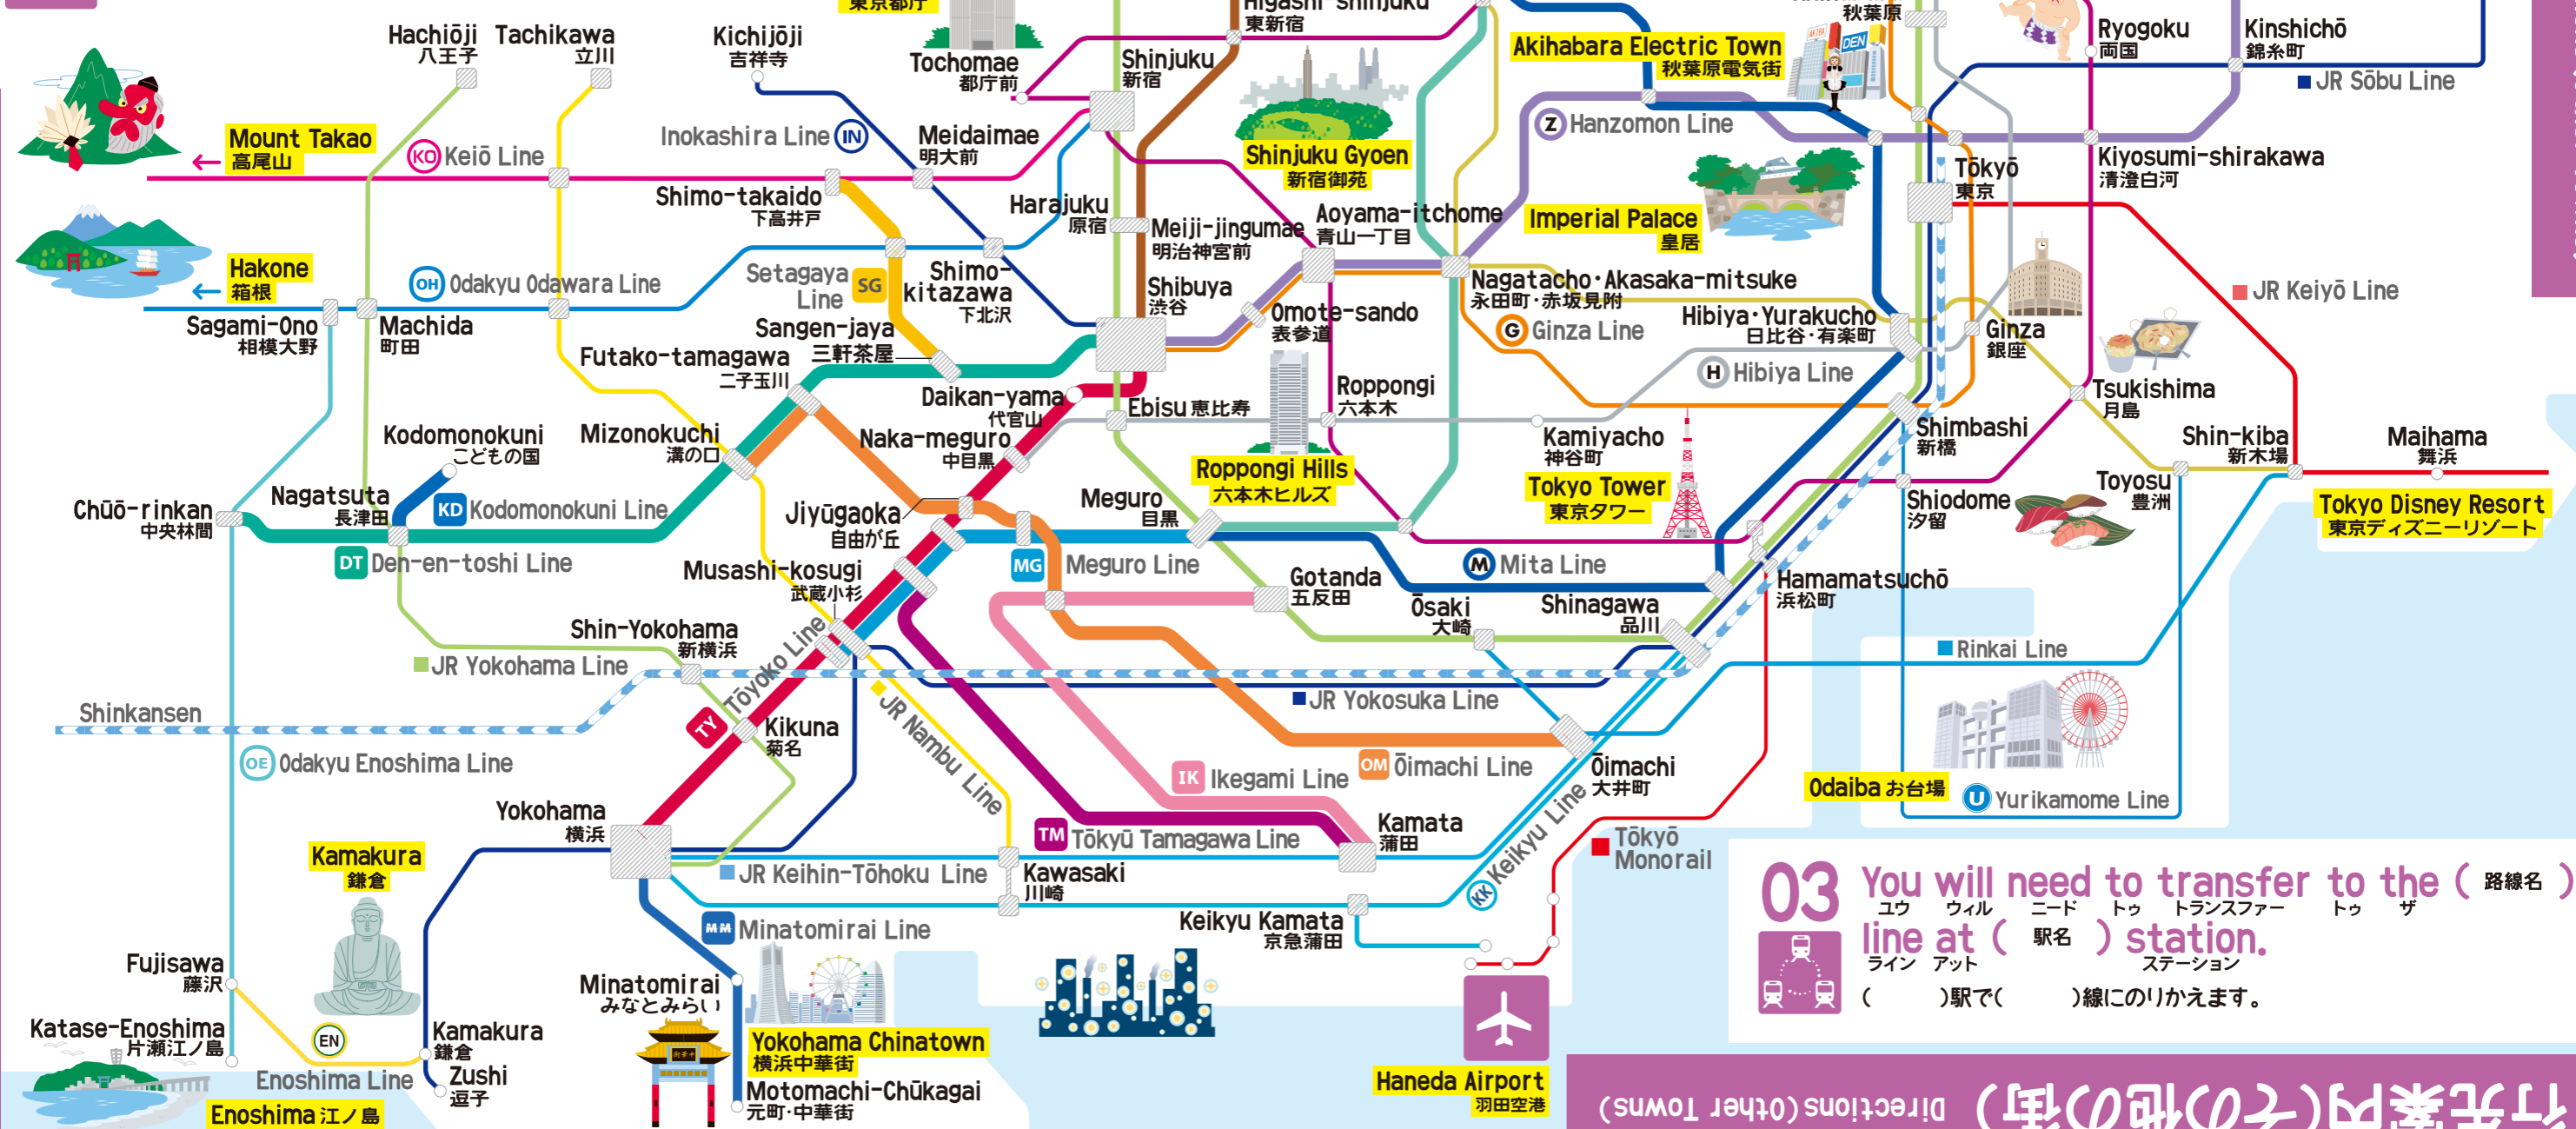 東京都庁
Higashi-shinjuku
東新宿
秋葉原
Hachiōji
八王子
Tachikawa
立川
Kichijōji
吉祥寺
Tochomae
都庁前
Shinjuku
新宿
Akihabara Electric Town
秋葉原電気街
AKIBA
DEN
Ryogoku
両国
Kinshichō
錦糸町
JR Sōbu Line
Mount Takao
高尾山
KO Keiō Line
Inokashira Line IN
Meidaimae
明大前
Shinjuku Gyoen
新宿御苑
Z Hanzomon Line
Tōkyō
東京
Kiyosumi-shirakawa
清澄白河
Shimo-takaido
下高井戸
Harajuku
原宿
Meiji-jingumae
明治神宮前
Aoyama-itchome
青山一丁目
Imperial Palace
皇居
Hakone
箱根
OH Odakyu Odawara Line
Setagaya
Line
SG
Shimo-
kitazawa
下北沢
Shibuya
渋谷
Nagatacho・Akasaka-mitsuke
永田町・赤坂見附
JR Keiyō Line
Sagami-Ono
相模大野
Machida
町田
Sangen-jaya
三軒茶屋
Omote-sando
表参道
G Ginza Line
Hibiya・Yurakucho
日比谷・有楽町
Ginza
銀座
Futako-tamagawa
二子玉川
H Hibiya Line
Daikan-yama
代官山
Ebisu 恵比寿
Roppongi
六本木
Tsukishima
月島
Kodomonokuni
こどもの国
Mizonokuchi
溝の口
Naka-meguro
中目黒
Kamiyacho
神谷町
Shimbashi
新橋
Shin-kiba
新木場
Maihama
舞浜
Roppongi Hills
六本木ヒルズ
Tokyo Tower
東京タワー
Toyosu
豊洲
Chūō-rinkan
中央林間
Nagatsuta
長津田
KD Kodomonokuni Line
Jiyūgaoka
自由が丘
Meguro
目黒
Shiodome
汐留
Tokyo Disney Resort
東京ディズニーリゾート
DT Den-en-toshi Line
Musashi-kosugi
武蔵小杉
MG Meguro Line
M Mita Line
Gotanda
五反田
Ōsaki
大崎
Shinagawa
品川
Hamamatsuchō
浜松町
Shin-Yokohama
新横浜
JR Yokohama Line
TY Tōyoko Line
Rinkai Line
JR Yokosuka Line
Shinkansen
Kikuna
菊名
JR Nambu Line
OE Odakyu Enoshima Line
IK Ikegami Line
OM Ōimachi Line
Ōimachi
大井町
Odaiba お台場
U Yurikamome Line
Yokohama
横浜
TM Tōkyū Tamagawa Line
Kamata
蒲田
KK Keikyu Line
Tōkyō
Monorail
Kamakura
鎌倉
JR Keihin-Tōhoku Line
Kawasaki
川崎
MM Minatomirai Line
Keikyu Kamata
京急蒲田
03
You will need to transfer to the ( 路線名 )
ユウ ウィル ニード トゥ トランスファー トゥ ザ
line at ( 駅名 ) station.
ライン アット ステーション
( )駅で( )線にのりかえます。
Fujisawa
藤沢
Minatomirai
みなとみらい
Katase-Enoshima
片瀬江ノ島
EN
Enoshima Line
Kamakura
鎌倉
Zushi
逗子
Yokohama Chinatown
横浜中華街
Motomachi-Chūkagai
元町・中華街
Enoshima 江ノ島
Haneda Airport
羽田空港
行先案内(その他の街) Directions(Other Towns)